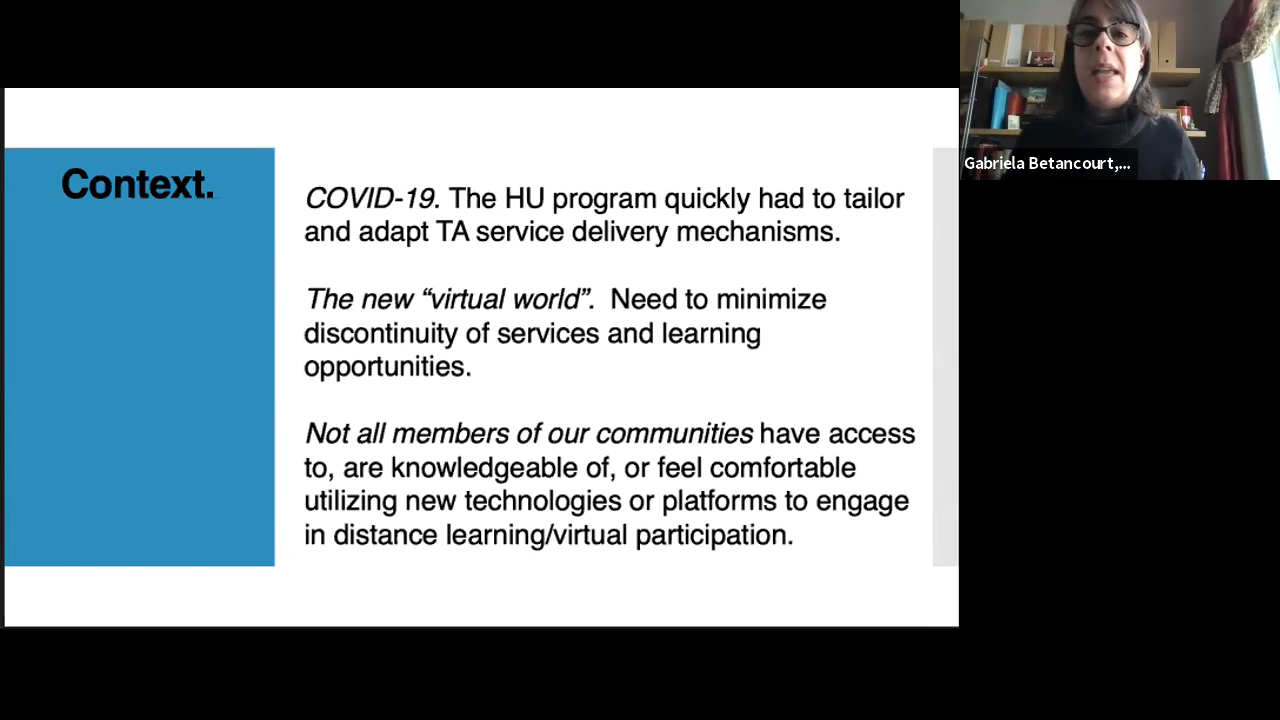 Context.
COVID-19. The HU program quickly had to tailor
and adapt TA service delivery mechanisms.
The new “virtual world”. Need to minimize
discontinuity of services and learning
opportunities.
Not all members of our communities have access
to, are knowledgeable of, or feel comfortable
utilizing new technologies or platforms to engage
in distance learning/virtual participation.
Gabriela Betancourt,...